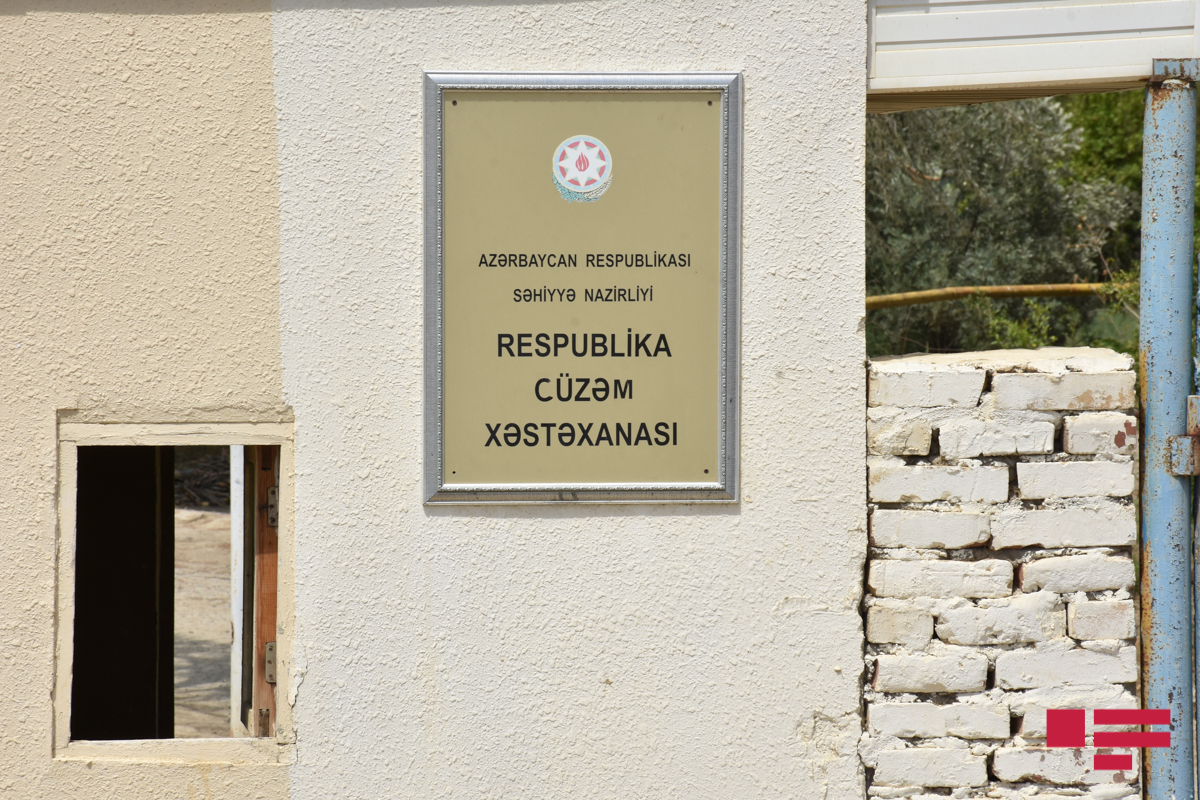 AZƏRBAYCAN RESPUBLİKASI
SƏHİYYƏ NAZİRLİYİ
RESPUBLİKA
CÜZƏM
XƏSTƏXANASI